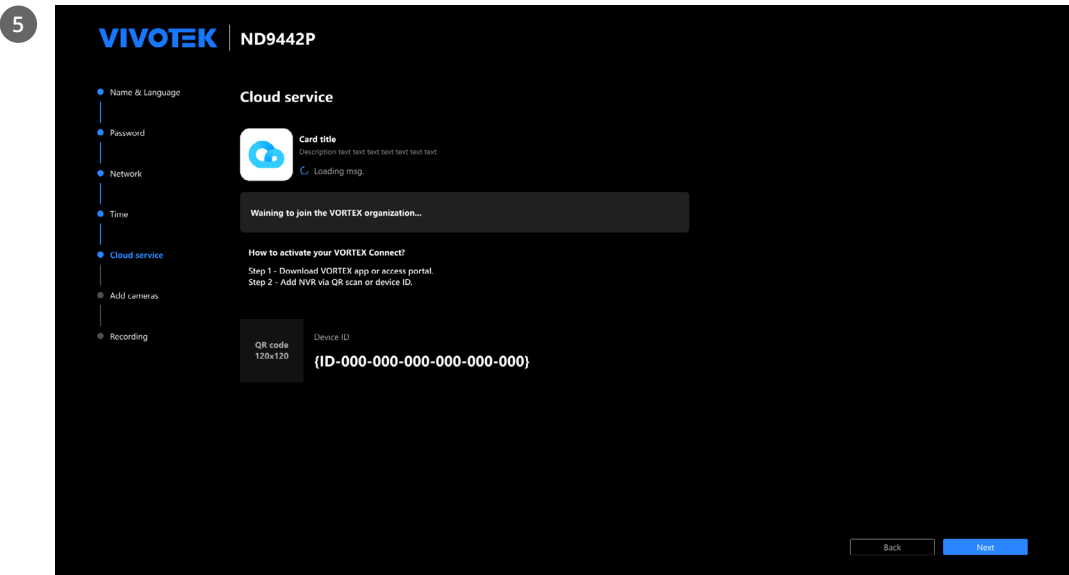 5
VIVOTEK | ND9442P
Name & Language
Password
Network
Time
Cloud service
Add cameras
Recording
Cloud service
Card title
Description text text text text text text text
Loading msg.
Waining to join the VORTEX organization...
How to activate your VORTEX Connect?
Step 1 - Download VORTEX app or access portal.
Step 2 - Add NVR via QR scan or device ID.
QR code
120×120
Device ID
{ID-000-000-000-000-000-000}
Back
Next